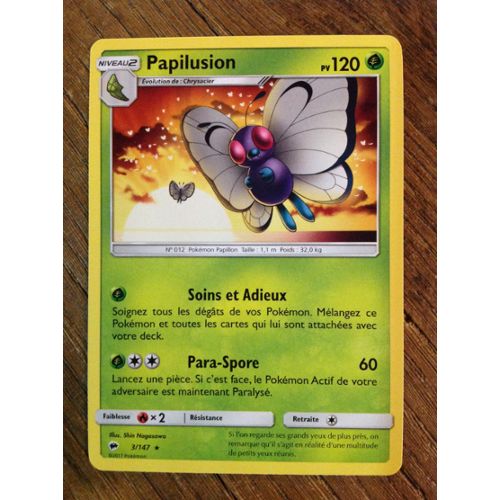 NIVEAU2 Papilusion PV 120
Évolution de : Chrysacier
N° 012 Pokémon Papillon Taille : 1,1 m Poids : 32,0 kg
Soins et Adieux
Soignez tous les dégâts de vos Pokémon. Mélangez ce
Pokémon et toutes les cartes qui lui sont attachées avec
votre deck.
Para-Spore 60
Lancez une pièce. Si c'est face, le Pokémon Actif de votre
adversaire est maintenant Paralysé.
Faiblesse ×2 Résistance Retraite
Illus. Shin Nagasawa
3/147 ★
©2017 Pokémon
Si l'on regarde ses grands yeux de plus près, on
remarque qu'il s'agit en réalité d'une multitude
de petits yeux réunis.